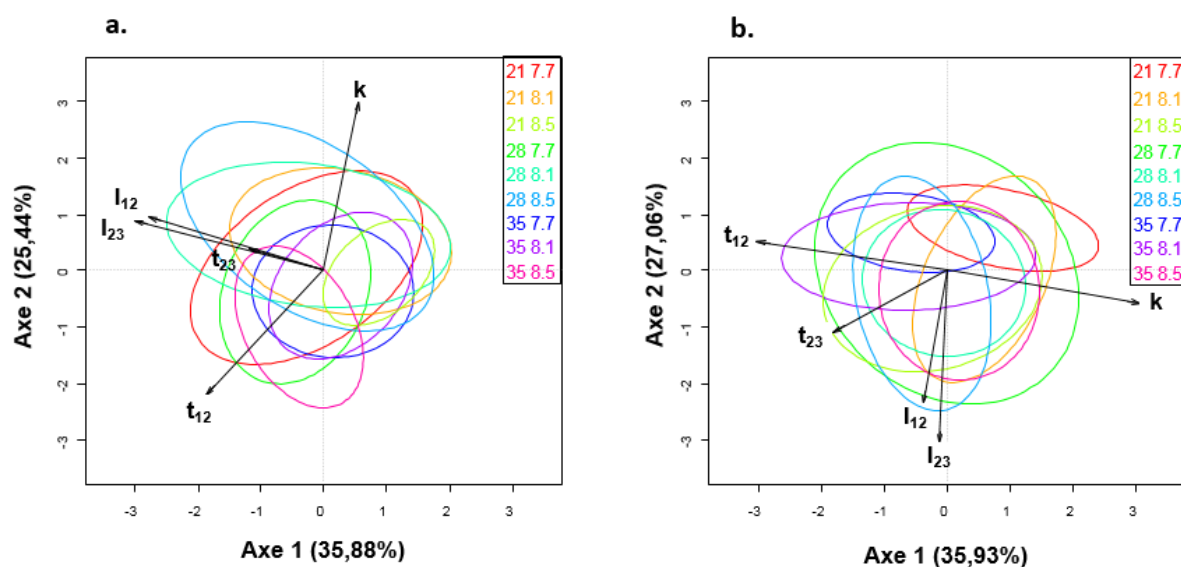 a.
Axe 2 (25,44%)
3
2
1
0
-1
-2
-3
k
l12
l23
t23
t12
21 7.7
21 8.1
21 8.5
28 7.7
28 8.1
28 8.5
35 7.7
35 8.1
35 8.5
-3 -2 -1 0 1 2 3
Axe 1 (35,88%)
b.
Axe 2 (27,06%)
3
2
1
0
-1
-2
-3
t12
k
t23
l12
l23
21 7.7
21 8.1
21 8.5
28 7.7
28 8.1
28 8.5
35 7.7
35 8.1
35 8.5
-3 -2 -1 0 1 2 3
Axe 1 (35,93%)